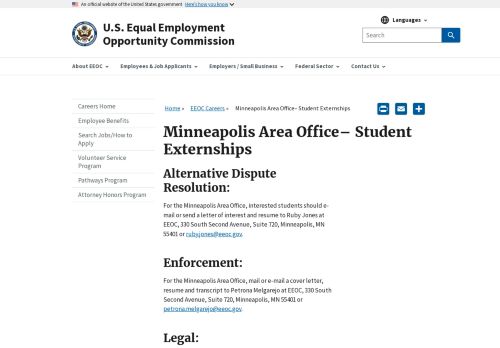 An official website of the United States government Here's how you know
U.S. Equal Employment
Opportunity Commission
Languages
Search
About EEOC
Employees & Job Applicants
Employers / Small Business
Federal Sector
Contact Us
Careers Home
Employee Benefits
Search Jobs/How to
Apply
Volunteer Service
Program
Pathways Program
Attorney Honors Program
Home » EEOC Careers » Minneapolis Area Office– Student Externships
Minneapolis Area Office– Student
Externships
Alternative Dispute
Resolution:
For the Minneapolis Area Office, interested students should e-
mail or send a letter of interest and resume to Ruby Jones at
EEOC, 330 South Second Avenue, Suite 720, Minneapolis, MN
55401 or ruby.jones@eeoc.gov.
Enforcement:
For the Minneapolis Area Office, mail or e-mail a cover letter,
resume and transcript to Petrona Melgarejo at EEOC, 330 South
Second Avenue, Suite 720, Minneapolis, MN 55401 or
petrona.melgarejo@eeoc.gov.
Legal: